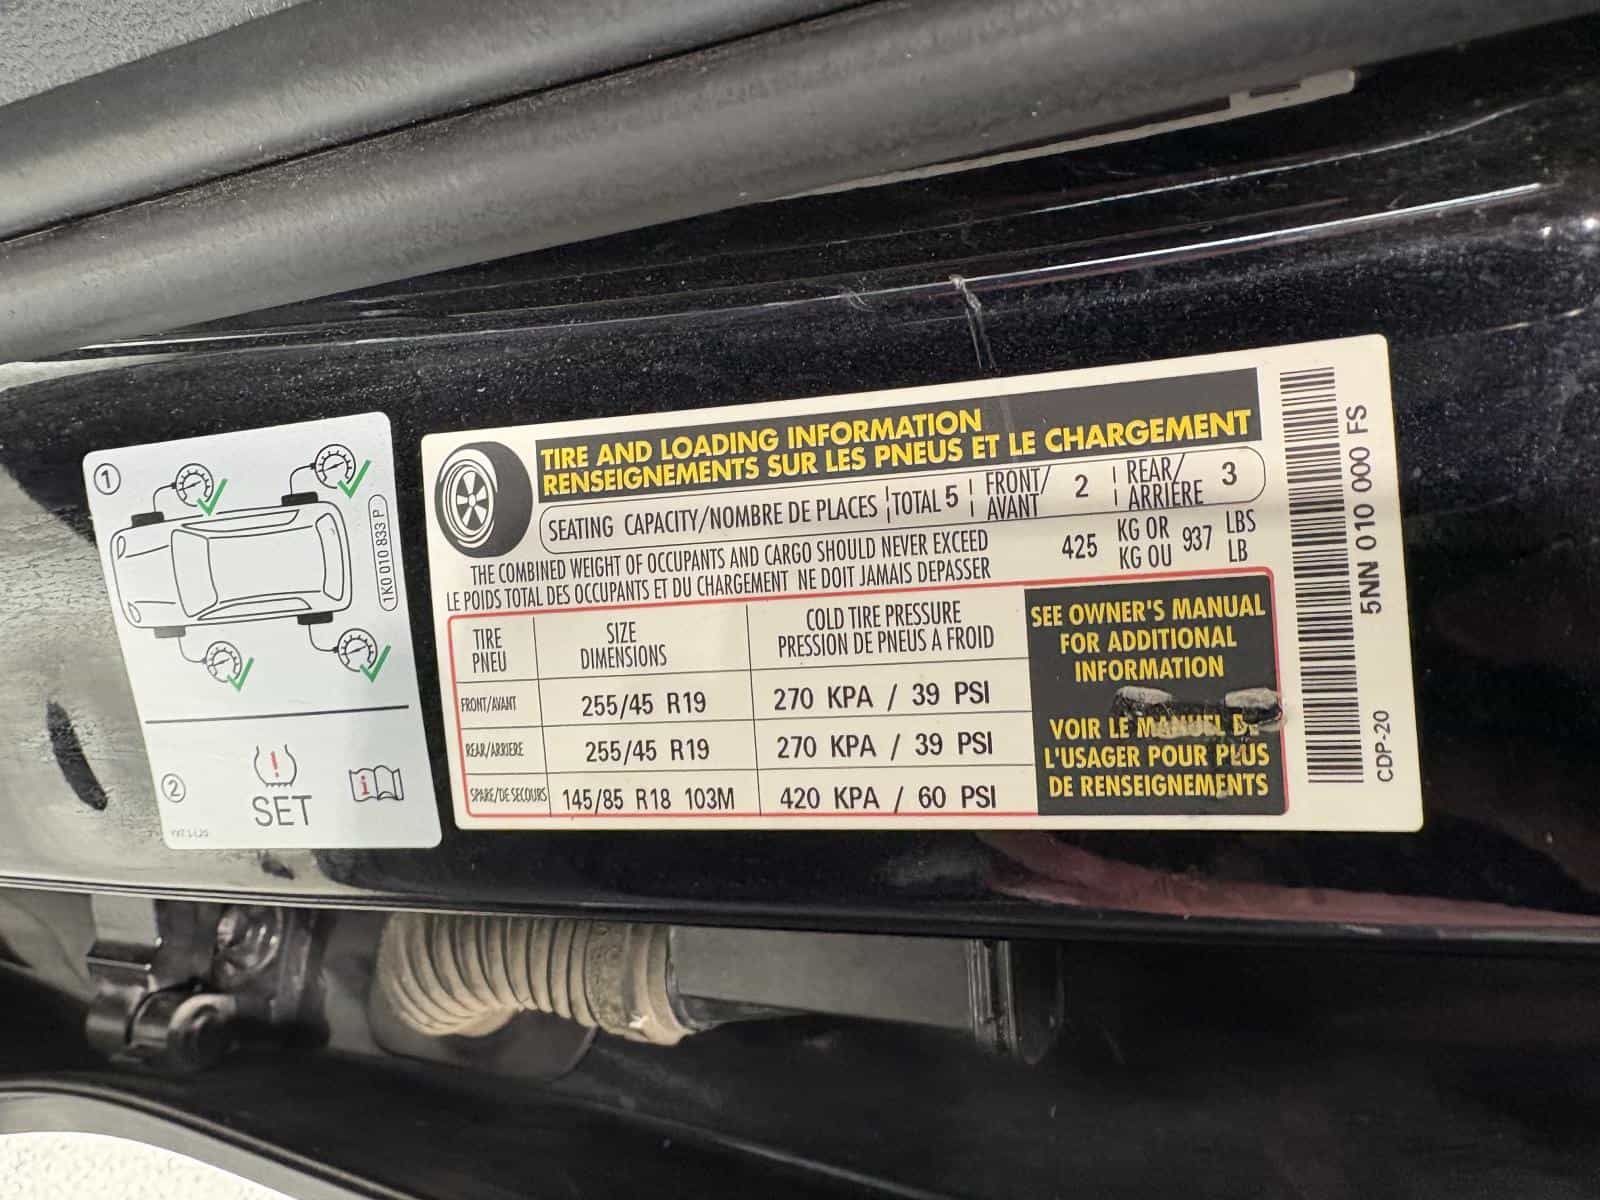 1
1K0 010 833 P
2
SET
TIRE AND LOADING INFORMATION
RENSEIGNEMENTS SUR LES PNEUS ET LE CHARGEMENT
SEATING CAPACITY/NOMBRE DE PLACES TOTAL 5 FRONT/AVANT 2 REAR/ARRIÈRE 3
THE COMBINED WEIGHT OF OCCUPANTS AND CARGO SHOULD NEVER EXCEED 425 KG OR 937 LBS
LE POIDS TOTAL DES OCCUPANTS ET DU CHARGEMENT NE DOIT JAMAIS DEPASSER KG OU LB
TIRE SIZE COLD TIRE PRESSURE
PNEU DIMENSIONS PRESSION DE PNEUS A FROID
FRONT/AVANT 255/45 R19 270 KPA / 39 PSI
REAR/ARRIERE 255/45 R19 270 KPA / 39 PSI
SPARE/DE SECOURS 145/85 R18 103M 420 KPA / 60 PSI
SEE OWNER'S MANUAL
FOR ADDITIONAL
INFORMATION
VOIR LE MANUEL DE
L'USAGER POUR PLUS
DE RENSEIGNEMENTS
5NN 010 000 FS
CDP-20